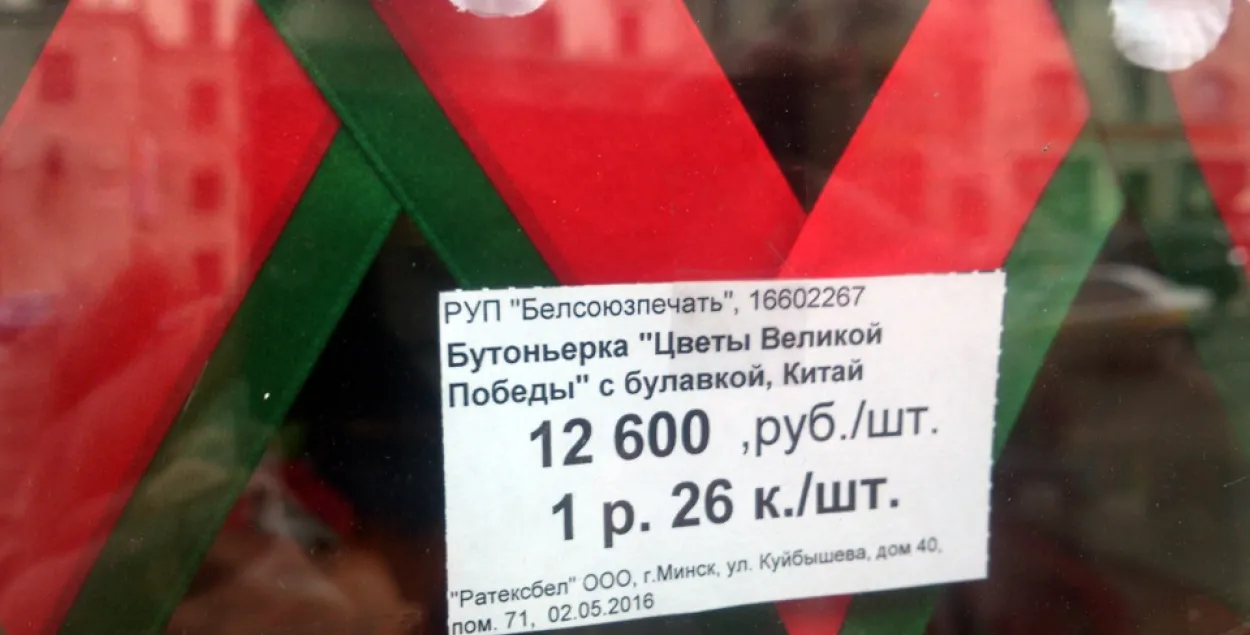 РУП "Белсоюзпечать", 16602267
Бутоньерка "Цветы Великой
Победы" с булавкой, Китай
12 600 ,руб./шт.
1 р. 26 к./шт.
"Ратексбел" ООО, г.Минск, ул. Куйбышева, дом 40,
пом. 71, 02.05.2016